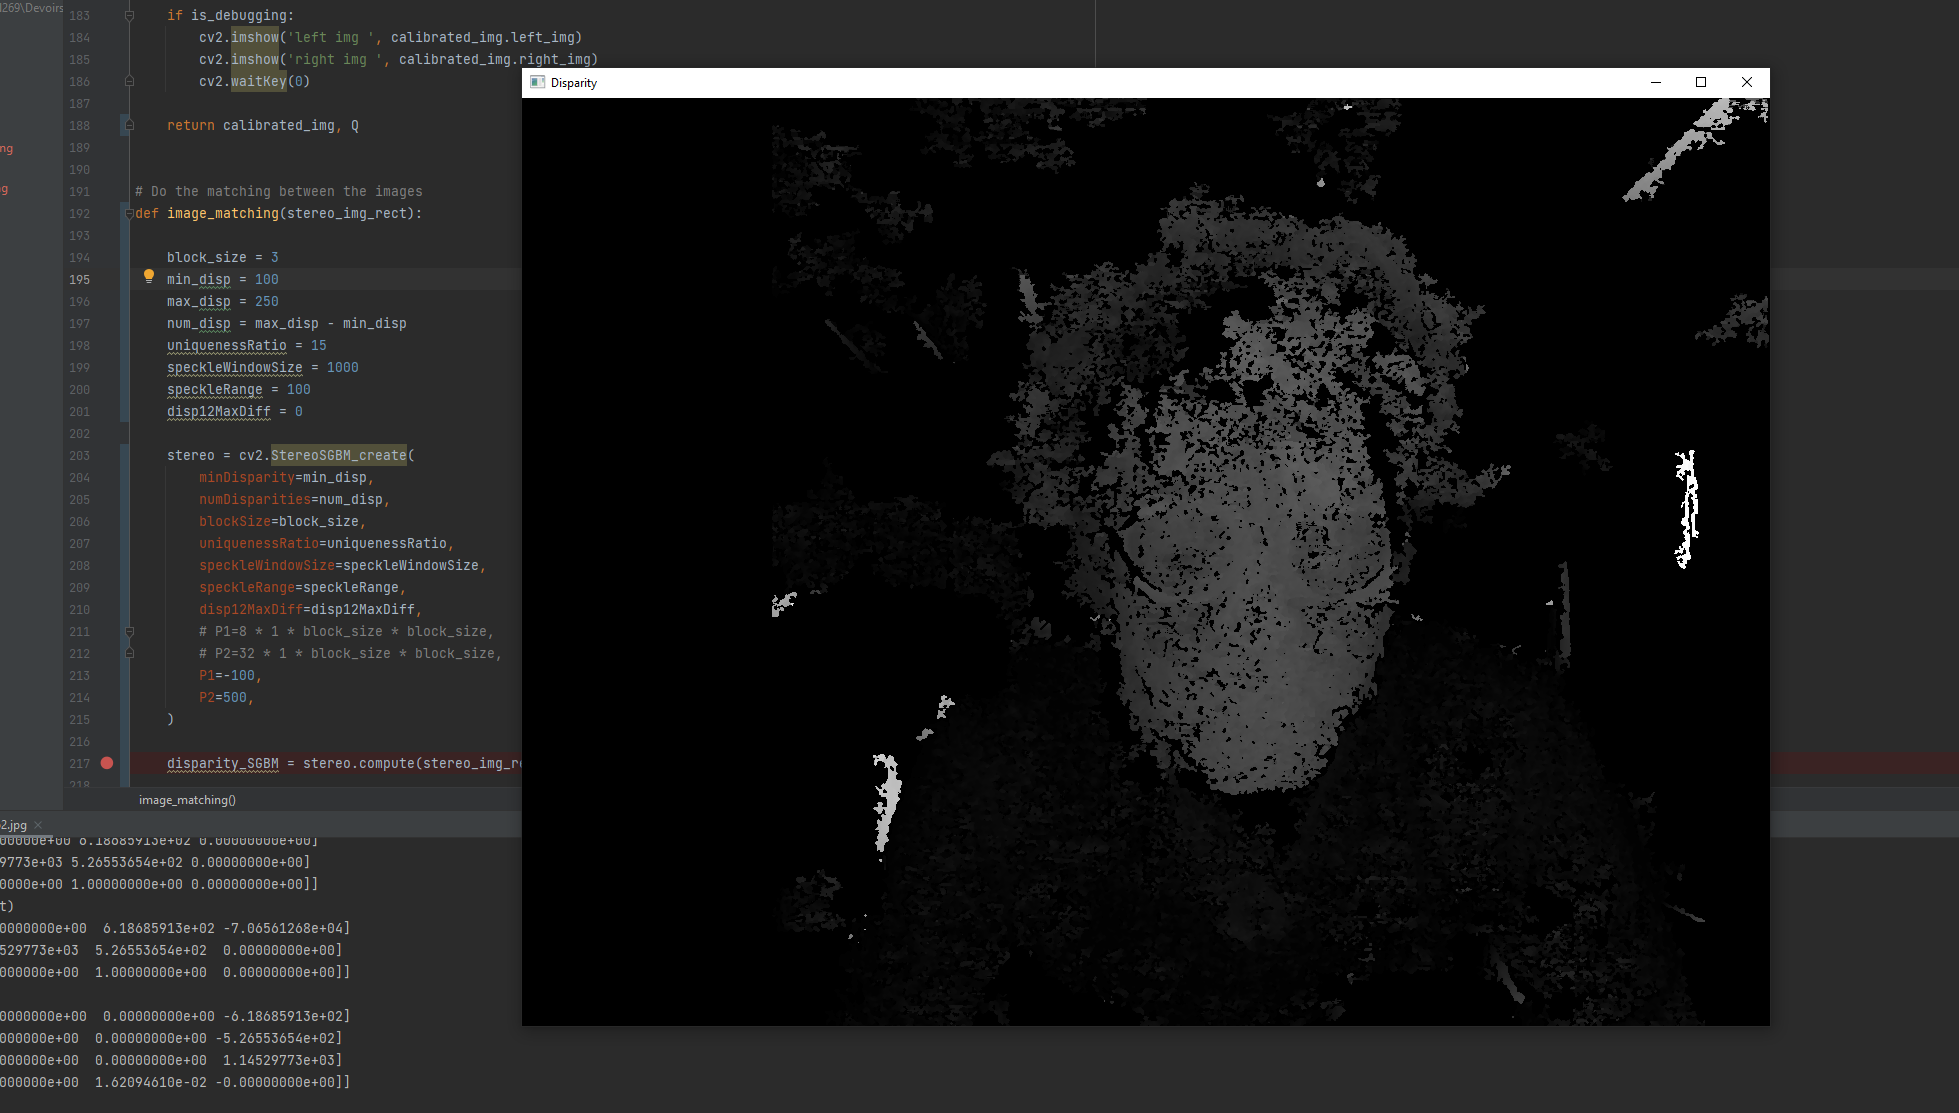 l269\Devoirs
183 if is_debugging:
184 cv2.imshow('left img ', calibrated_img.left_img)
185 cv2.imshow('right img ', calibrated_img.right_img)
186 cv2.waitKey(0)
187
188 return calibrated_img, Q
189
ng
190
g
191 # Do the matching between the images
192 def image_matching(stereo_img_rect):
193
194 block_size = 3
195 min_disp = 100
196 max_disp = 250
197 num_disp = max_disp - min_disp
198 uniquenessRatio = 15
199 speckleWindowSize = 1000
200 speckleRange = 100
201 disp12MaxDiff = 0
202
203 stereo = cv2.StereoSGBM_create(
204 minDisparity=min_disp,
205 numDisparities=num_disp,
206 blockSize=block_size,
207 uniquenessRatio=uniquenessRatio,
208 speckleWindowSize=speckleWindowSize,
209 speckleRange=speckleRange,
210 disp12MaxDiff=disp12MaxDiff,
211 # P1=8 * 1 * block_size * block_size,
212 # P2=32 * 1 * block_size * block_size,
213 P1=-100,
214 P2=500,
215 )
216
217 disparity_SGBM = stereo.compute(stereo_img_re
218
image_matching()
2.jpg
00000e+00 6.18685913e+02 0.00000000e+00]
9773e+03 5.26553654e+02 0.00000000e+00]
0000e+00 1.00000000e+00 0.00000000e+00]]
t)
0000000e+00 6.18685913e+02 -7.06561268e+04]
529773e+03 5.26553654e+02 0.00000000e+00]
000000e+00 1.00000000e+00 0.00000000e+00]]
0000000e+00 0.00000000e+00 -6.18685913e+02]
000000e+00 0.00000000e+00 -5.26553654e+02]
000000e+00 0.00000000e+00 1.14529773e+03]
000000e+00 1.62094610e-02 -0.00000000e+00]]
Disparity